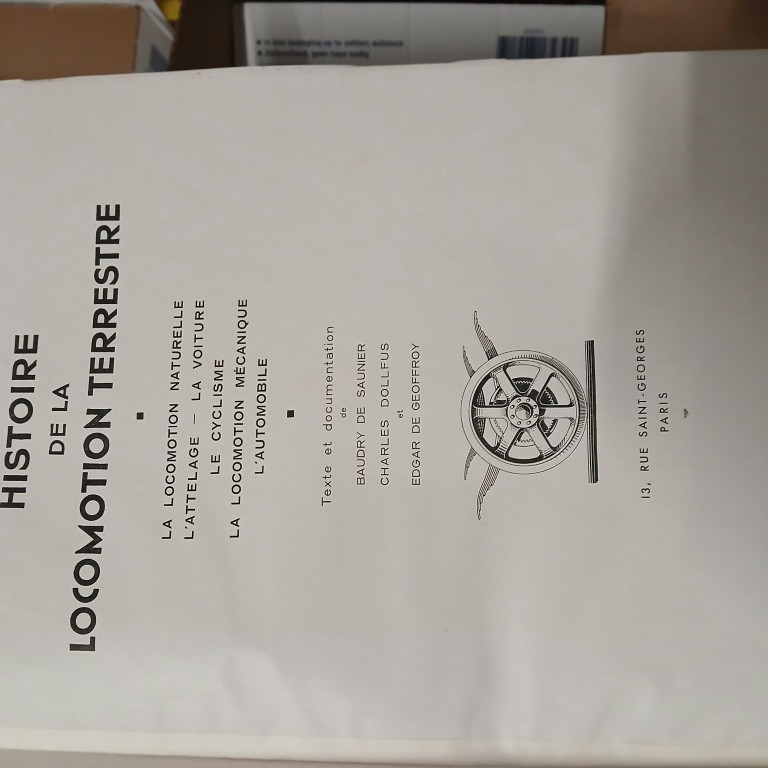 HISTOIRE
DE LA
LOCOMOTION TERRESTRE
LA LOCOMOTION NATURELLE
L'ATTELAGE — LA VOITURE
LE CYCLISME
LA LOCOMOTION MÉCANIQUE
L'AUTOMOBILE
Texte et documentation
de
BAUDRY DE SAUNIER
CHARLES DOLLFUS
et
EDGAR DE GEOFFROY
13, RUE SAINT-GEORGES
PARIS